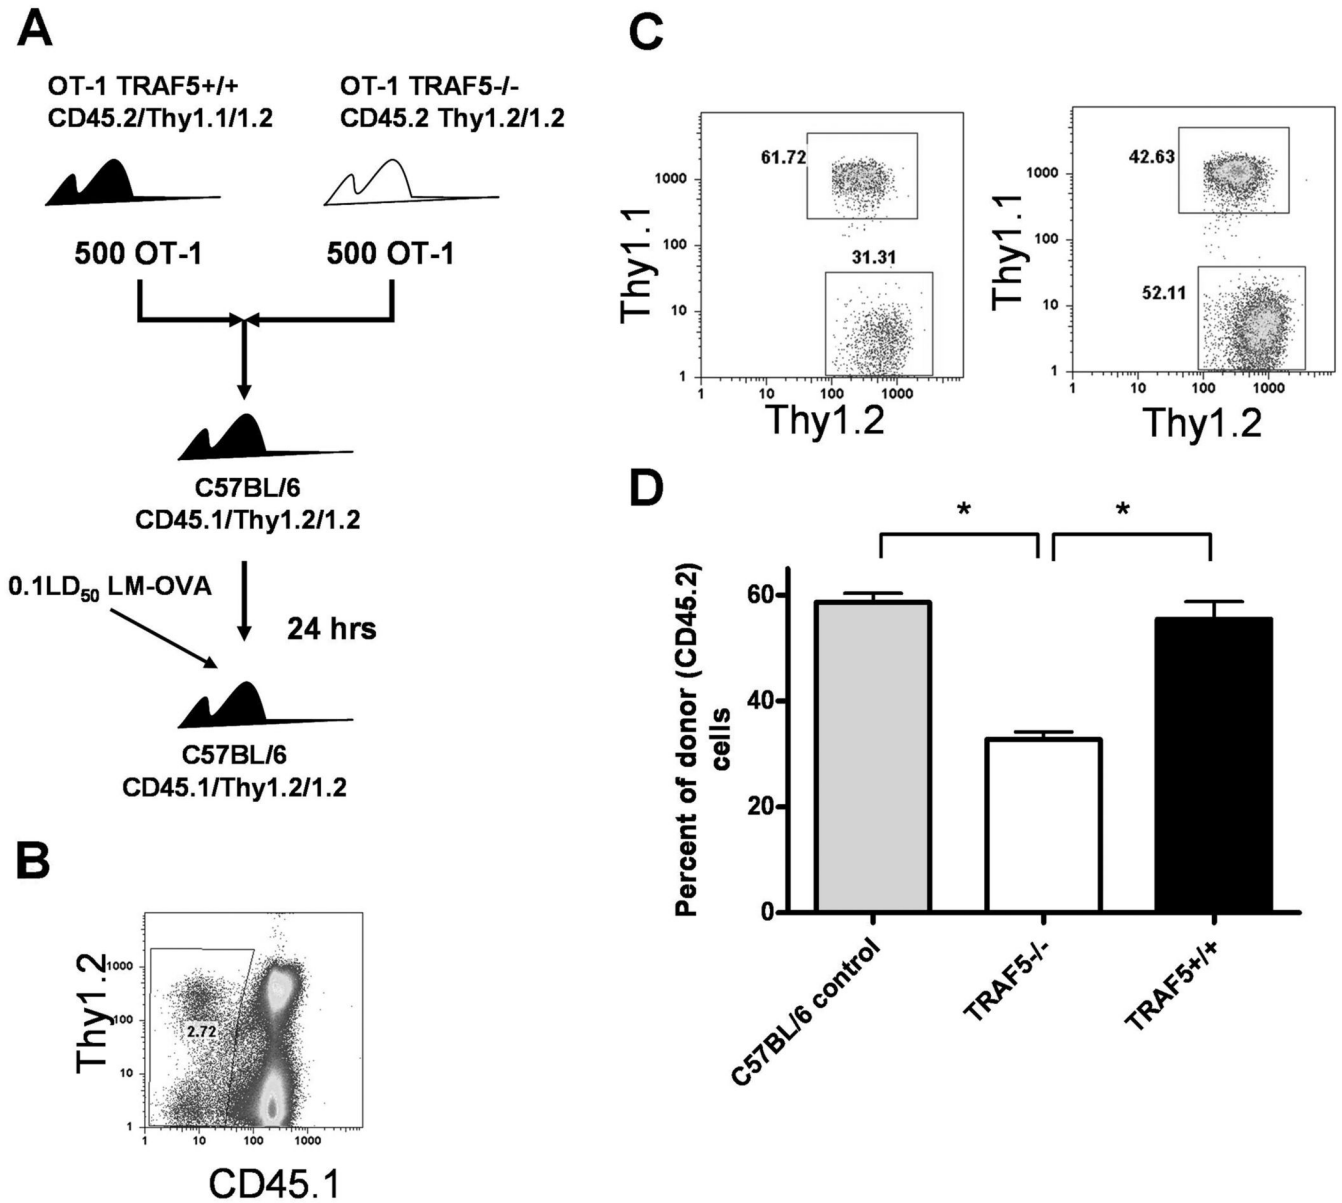 A
OT-1 TRAF5+/+
CD45.2/Thy1.1/1.2
OT-1 TRAF5-/-
CD45.2 Thy1.2/1.2
500 OT-1
500 OT-1
C57BL/6
CD45.1/Thy1.2/1.2
0.1LD50 LM-OVA
24 hrs
C57BL/6
CD45.1/Thy1.2/1.2
B
Thy1.2
1000
100
10
1
2.72
1 10 100 1000
CD45.1
C
Thy1.1
1000
100
10
1
61.72
31.31
1 10 100 1000
Thy1.2
Thy1.1
1000
100
10
1
42.63
52.11
1 10 100 1000
Thy1.2
D
* *
Percent of donor (CD45.2)
cells
60
40
20
0
C57BL/6 control
TRAF5-/-
TRAF5+/+